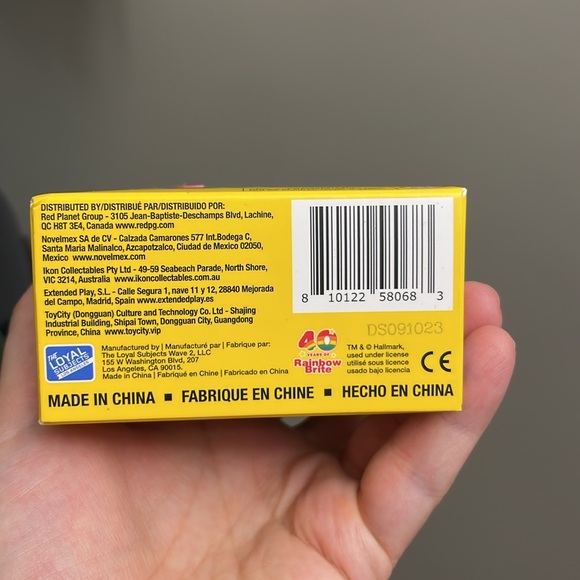 DISTRIBUTED BY/DISTRIBUÉ PAR/DISTRIBUIDO POR:
Red Planet Group - 3105 Jean-Baptiste-Deschamps Blvd, Lachine,
QC H8T 3E4, Canada www.redpg.com
Novelmex SA de CV - Calzada Camarones 577 Int.Bodega C,
Santa Maria Malinalco, Azcapotzalco, Ciudad de Mexico 02050,
Mexico www.novelmex.com
Ikon Collectables Pty Ltd - 49-59 Seabeach Parade, North Shore,
VIC 3214, Australia www.ikoncollectables.com.au
Extended Play, S.L. - Calle Segura 1, nave 11 y 12, 28840 Mejorada
del Campo, Madrid, Spain www.extendedplay.es
ToyCity (Dongguan) Culture and Technology Co. Ltd - Shajing
Industrial Building, Shipai Town, Dongguan City, Guangdong
Province, China www.toycity.vip
8 10122 58068 3
DS091023
THE
LOYAL
SUBJECTS
LOS ANGELES
Manufactured by | Manufacturé par | Fabrique par:
The Loyal Subjects Wave 2, LLC
155 W Washington Blvd, 207
Los Angeles, CA 90015.
Made in China | Fabriqué en Chine | Fabricado en China
40
YEARS OF
Rainbow
Brite
TM & © Hallmark,
used under license
utilisé sous licence
usado bajo licencia
CE
MADE IN CHINA ■ FABRIQUE EN CHINE ■ HECHO EN CHINA